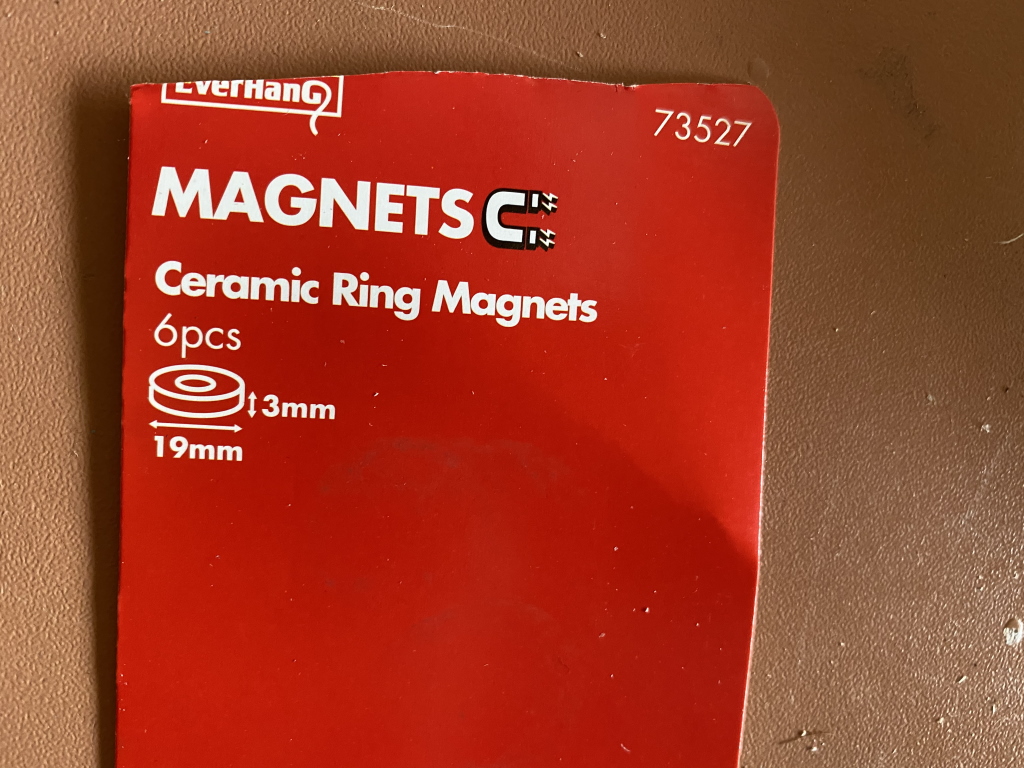 EverHang
73527
MAGNETS
Ceramic Ring Magnets
6pcs
3mm
19mm